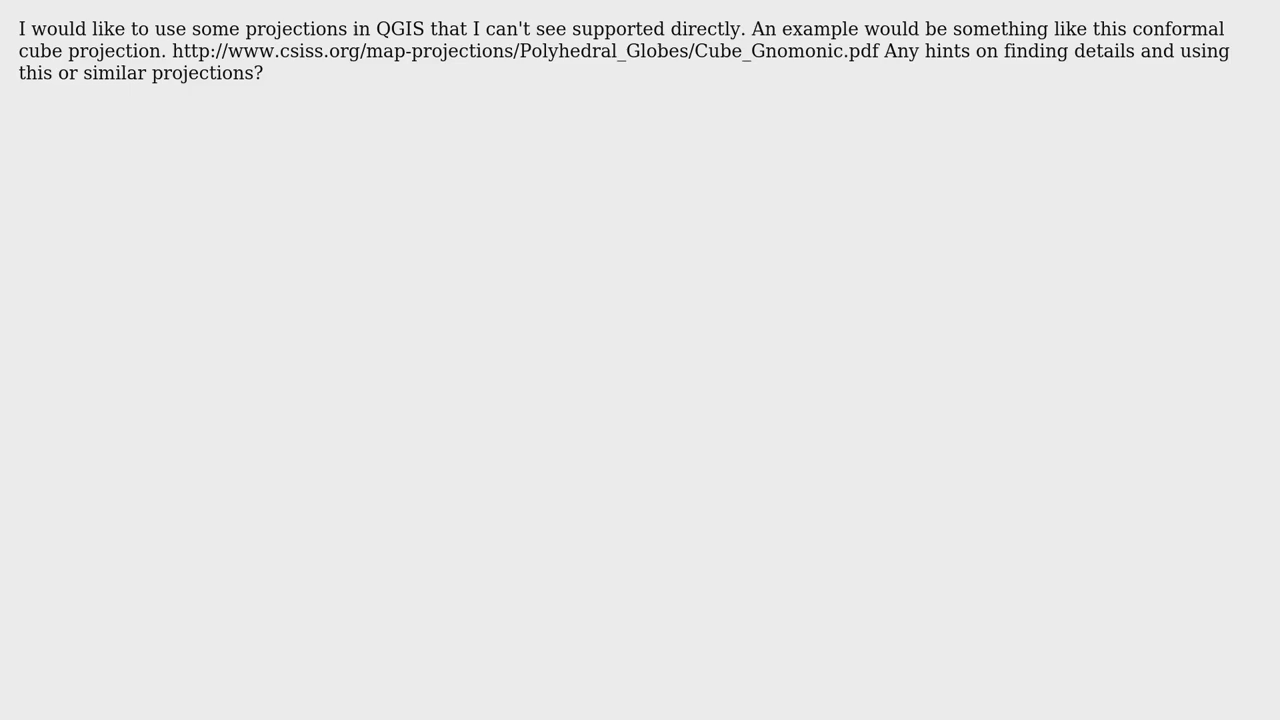 I would like to use some projections in QGIS that I can't see supported directly. An example would be something like this conformal
cube projection. http://www.csiss.org/map-projections/Polyhedral_Globes/Cube_Gnomonic.pdf Any hints on finding details and using
this or similar projections?